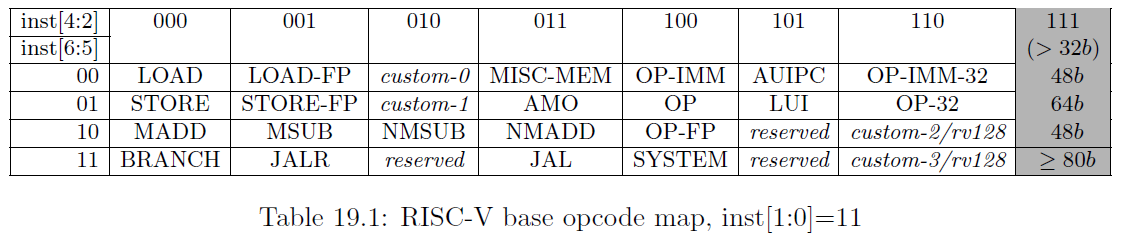 inst[4:2] 000 001 010 011 100 101 110 111
inst[6:5] (> 32b)
00 LOAD LOAD-FP custom-0 MISC-MEM OP-IMM AUIPC OP-IMM-32 48b
01 STORE STORE-FP custom-1 AMO OP LUI OP-32 64b
10 MADD MSUB NMSUB NMADD OP-FP reserved custom-2/rv128 48b
11 BRANCH JALR reserved JAL SYSTEM reserved custom-3/rv128 ≥ 80b
Table 19.1: RISC-V base opcode map, inst[1:0]=11